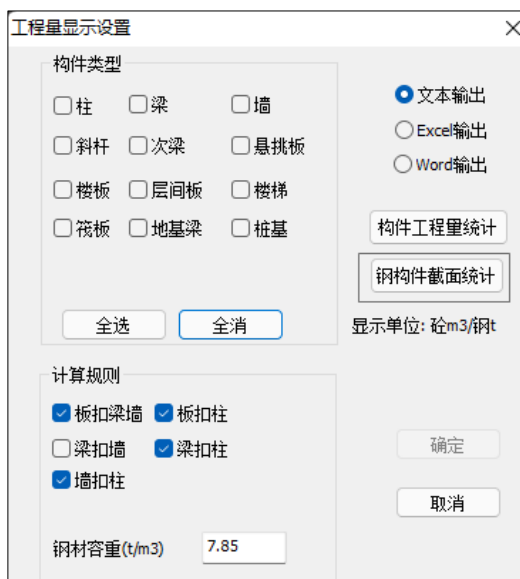 工程量显示设置
构件类型
柱 梁 墙
斜杆 次梁 悬挑板
楼板 层间板 楼梯
筏板 地基梁 桩基
全选 全消
文本输出
Excel输出
Word输出
构件工程量统计
钢构件截面统计
显示单位: 砼m3/钢t
计算规则
板扣梁墙 板扣柱
梁扣墙 梁扣柱
墙扣柱
钢材容重(t/m3) 7.85
确定
取消